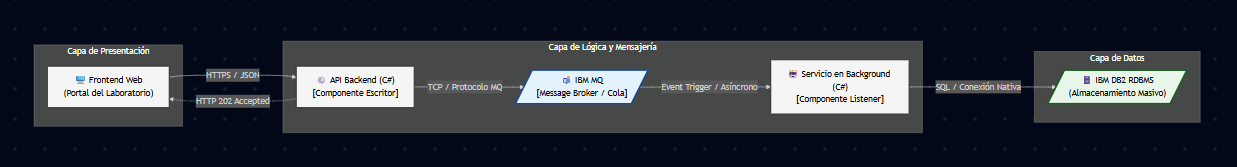 Capa de Presentación
Frontend Web
(Portal del Laboratorio)
HTTPS / JSON
HTTP 202 Accepted
Capa de Lógica y Mensajería
API Backend (C#)
[Componente Escritor]
TCP / Protocolo MQ
IBM MQ
[Message Broker / Cola]
Event Trigger / Asíncrono
Servicio en Background
(C#)
[Componente Listener]
SQL / Conexión Nativa
Capa de Datos
IBM DB2 RDBMS
(Almacenamiento Masivo)